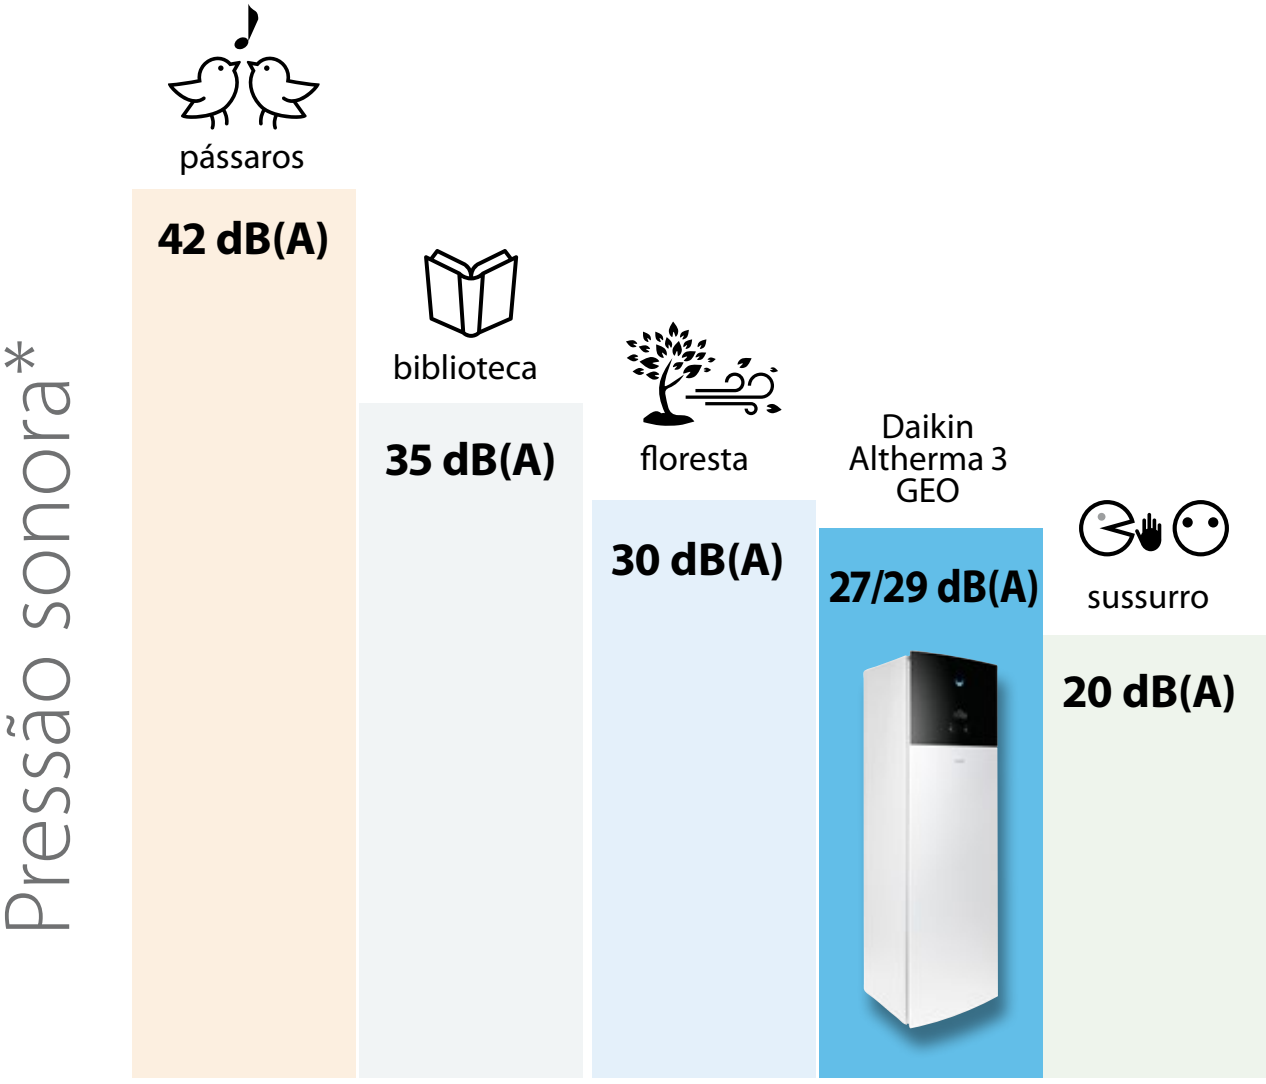 Pressão sonora*
pássaros
42 dB(A)
biblioteca
35 dB(A)
floresta
30 dB(A)
Daikin
Altherma 3
GEO
27/29 dB(A)
sussurro
20 dB(A)